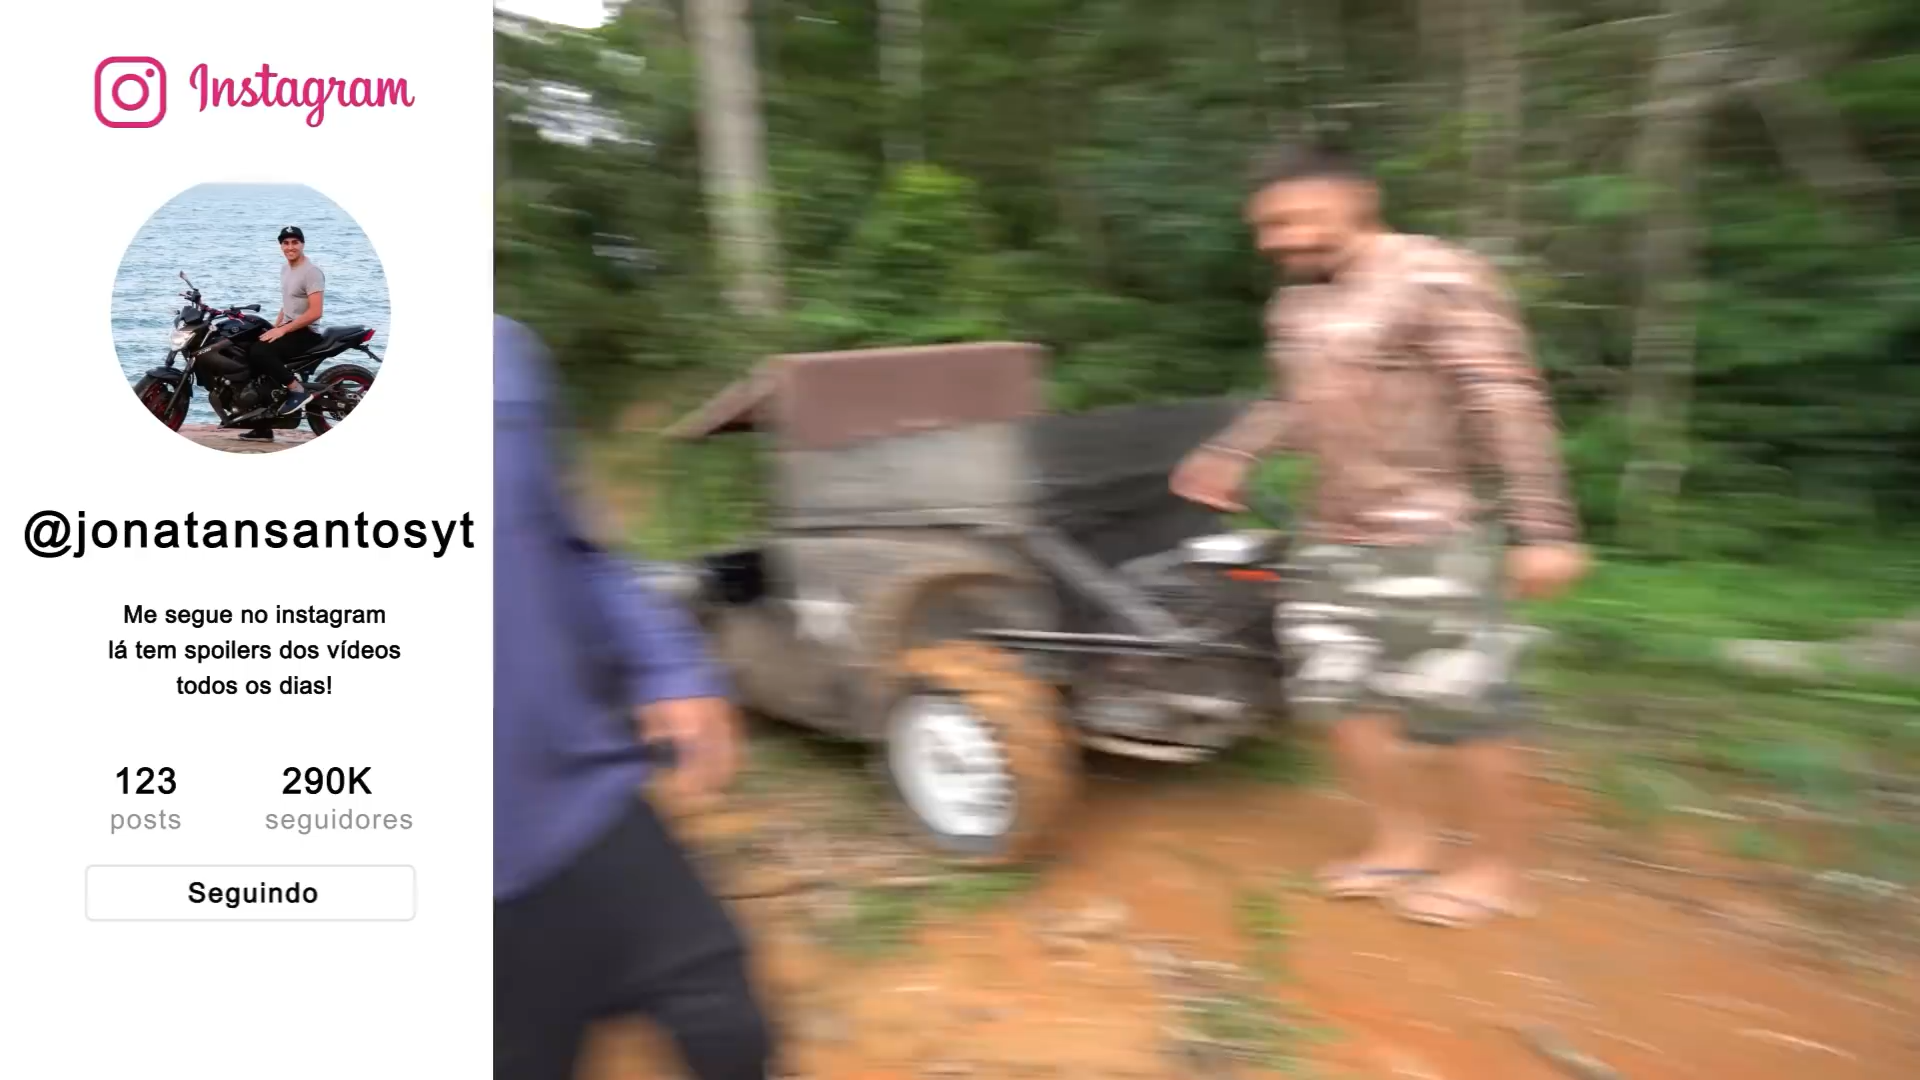 Instagram
@jonatansantosyt
Me segue no instagram
lá tem spoilers dos vídeos
todos os dias!
123 290K
posts seguidores
Seguindo